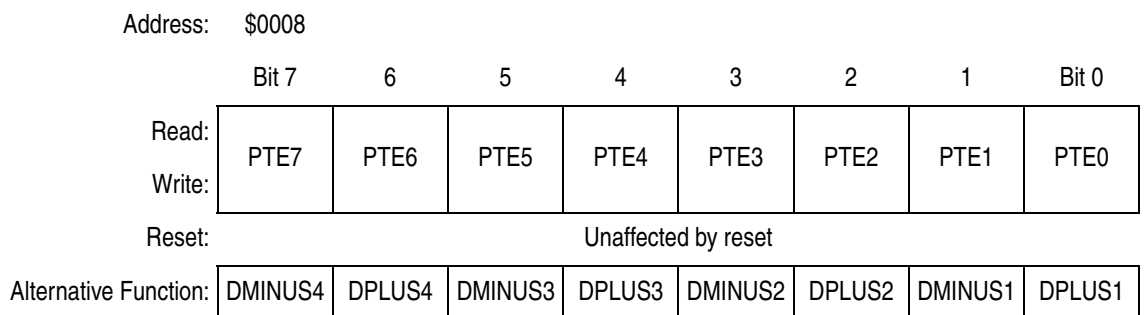 Address: $0008
Bit 7 6 5 4 3 2 1 Bit 0
Read:
PTE7 PTE6 PTE5 PTE4 PTE3 PTE2 PTE1 PTE0
Write:
Reset: Unaffected by reset
Alternative Function: DMINUS4 DPLUS4 DMINUS3 DPLUS3 DMINUS2 DPLUS2 DMINUS1 DPLUS1